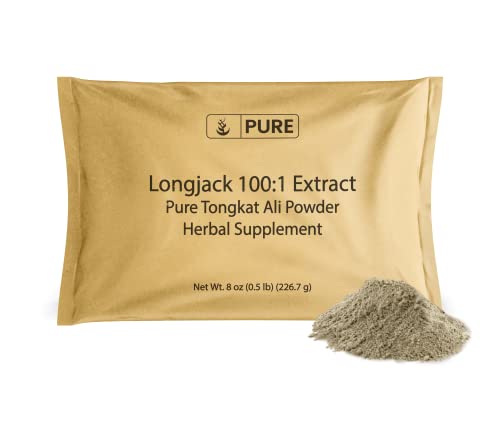 PURE
Longjack 100:1 Extract
Pure Tongkat Ali Powder
Herbal Supplement
Net Wt. 8 oz (0.5 lb) (226.7 g)